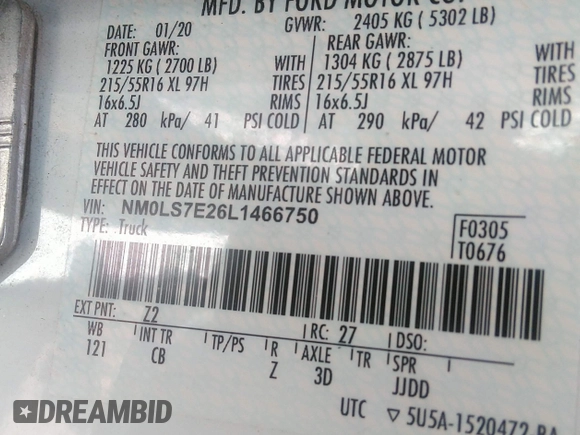 MFD. BY FORD MOTOR CO.
DATE: 01/20 GVWR: 2405 KG ( 5302 LB)
FRONT GAWR: REAR GAWR:
1225 KG ( 2700 LB) WITH 1304 KG ( 2875 LB) WITH
215/55R16 XL 97H TIRES 215/55R16 XL 97H TIRES
16x6.5J RIMS 16x6.5J RIMS
AT 280 kPa/ 41 PSI COLD AT 290 kPa/ 42 PSI COLD
THIS VEHICLE CONFORMS TO ALL APPLICABLE FEDERAL MOTOR
VEHICLE SAFETY AND THEFT PREVENTION STANDARDS IN
EFFECT ON THE DATE OF MANUFACTURE SHOWN ABOVE.
VIN: NM0LS7E26L1466750
TYPE: Truck
F0305
T0676
EXT PNT: Z2 RC: 27 DSO:
WB INT TR TP/PS R AXLE TR SPR
121 CB Z 3D JJDD
UTC ▽ 5U5A-1520472
DREAMBID